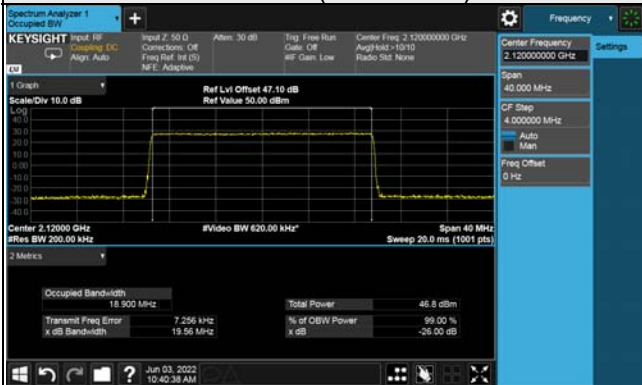 Spectrum Analyzer 1
Occupied BW
Frequency
KEYSIGHT
Input: RF
Coupling: DC
Align: Auto
Input Z: 50 Ω
Corrections: Off
Freq Ref: Int (S)
NFE: Adaptive
Atten: 30 dB
Trig: Free Run
Gate: Off
#IF Gain: Low
Center Freq: 2.120000000 GHz
Avg|Hold:>10/10
Radio Std: None
LXI
1 Graph
Scale/Div 10.0 dB
Ref Lvl Offset 47.10 dB
Ref Value 50.00 dBm
Log
40.0
30.0
20.0
10.0
0.00
-10.0
-20.0
-30.0
-40.0
Center 2.12000 GHz
#Res BW 200.00 kHz
#Video BW 620.00 kHz*
Span 40 MHz
Sweep 20.0 ms (1001 pts)
2 Metrics
Occupied Bandwidth
18.900 MHz
Total Power 46.8 dBm
Transmit Freq Error 7.256 kHz
% of OBW Power 99.00 %
x dB Bandwidth 19.56 MHz
x dB -26.00 dB
Jun 03, 2022
10:40:38 AM
Center Frequency
2.120000000 GHz
Settings
Span
40.000 MHz
CF Step
4.000000 MHz
Auto
Man
Freq Offset
0 Hz